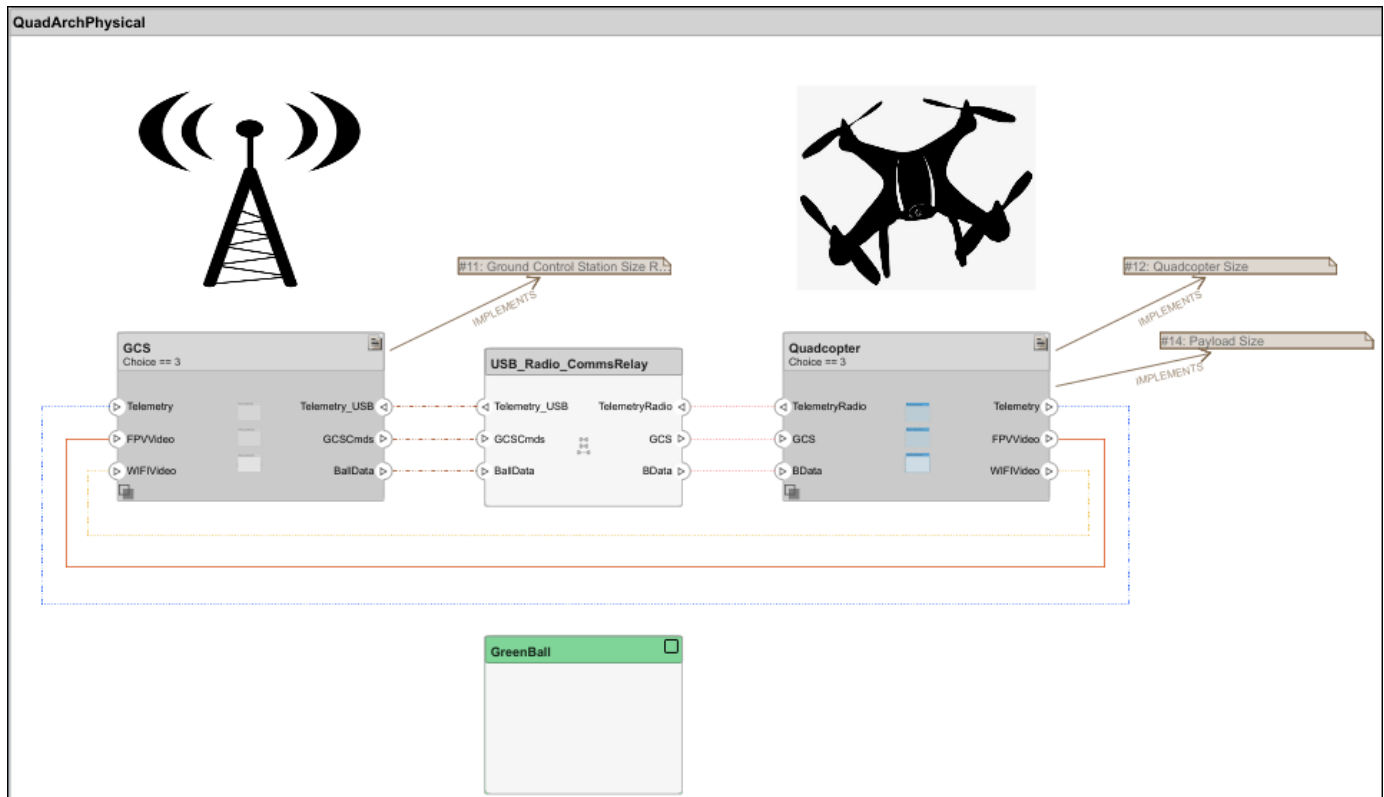 QuadArchPhysical
#11: Ground Control Station Size R...
#12: Quadcopter Size
IMPLEMENTS
IMPLEMENTS
#14: Payload Size
IMPLEMENTS
GCS
Choice == 3
Telemetry
Telemetry_USB
FPVVideo
GCSCmds
WIFIVideo
BallData
USB_Radio_CommsRelay
Telemetry_USB
TelemetryRadio
GCSCmds
GCS
BallData
BData
Quadcopter
Choice == 3
TelemetryRadio
Telemetry
GCS
FPVVideo
BData
WIFIVideo
GreenBall